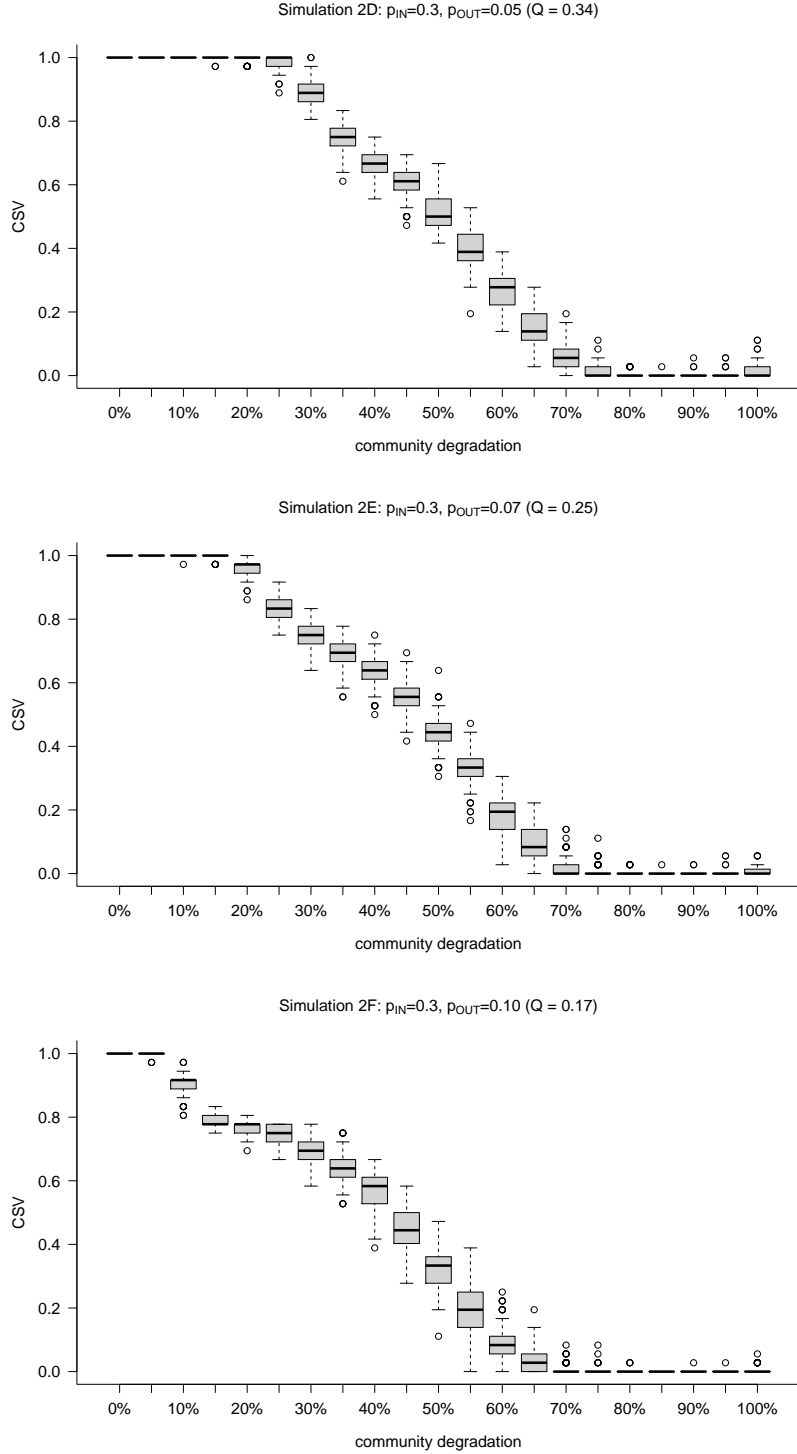 Simulation 2D: pIN=0.3, pOUT=0.05 (Q = 0.34)
1.0
0.8
0.6
0.4
0.2
0.0
CSV
0% 10% 20% 30% 40% 50% 60% 70% 80% 90% 100%
community degradation
Simulation 2E: pIN=0.3, pOUT=0.07 (Q = 0.25)
1.0
0.8
0.6
0.4
0.2
0.0
CSV
0% 10% 20% 30% 40% 50% 60% 70% 80% 90% 100%
community degradation
Simulation 2F: pIN=0.3, pOUT=0.10 (Q = 0.17)
1.0
0.8
0.6
0.4
0.2
0.0
CSV
0% 10% 20% 30% 40% 50% 60% 70% 80% 90% 100%
community degradation